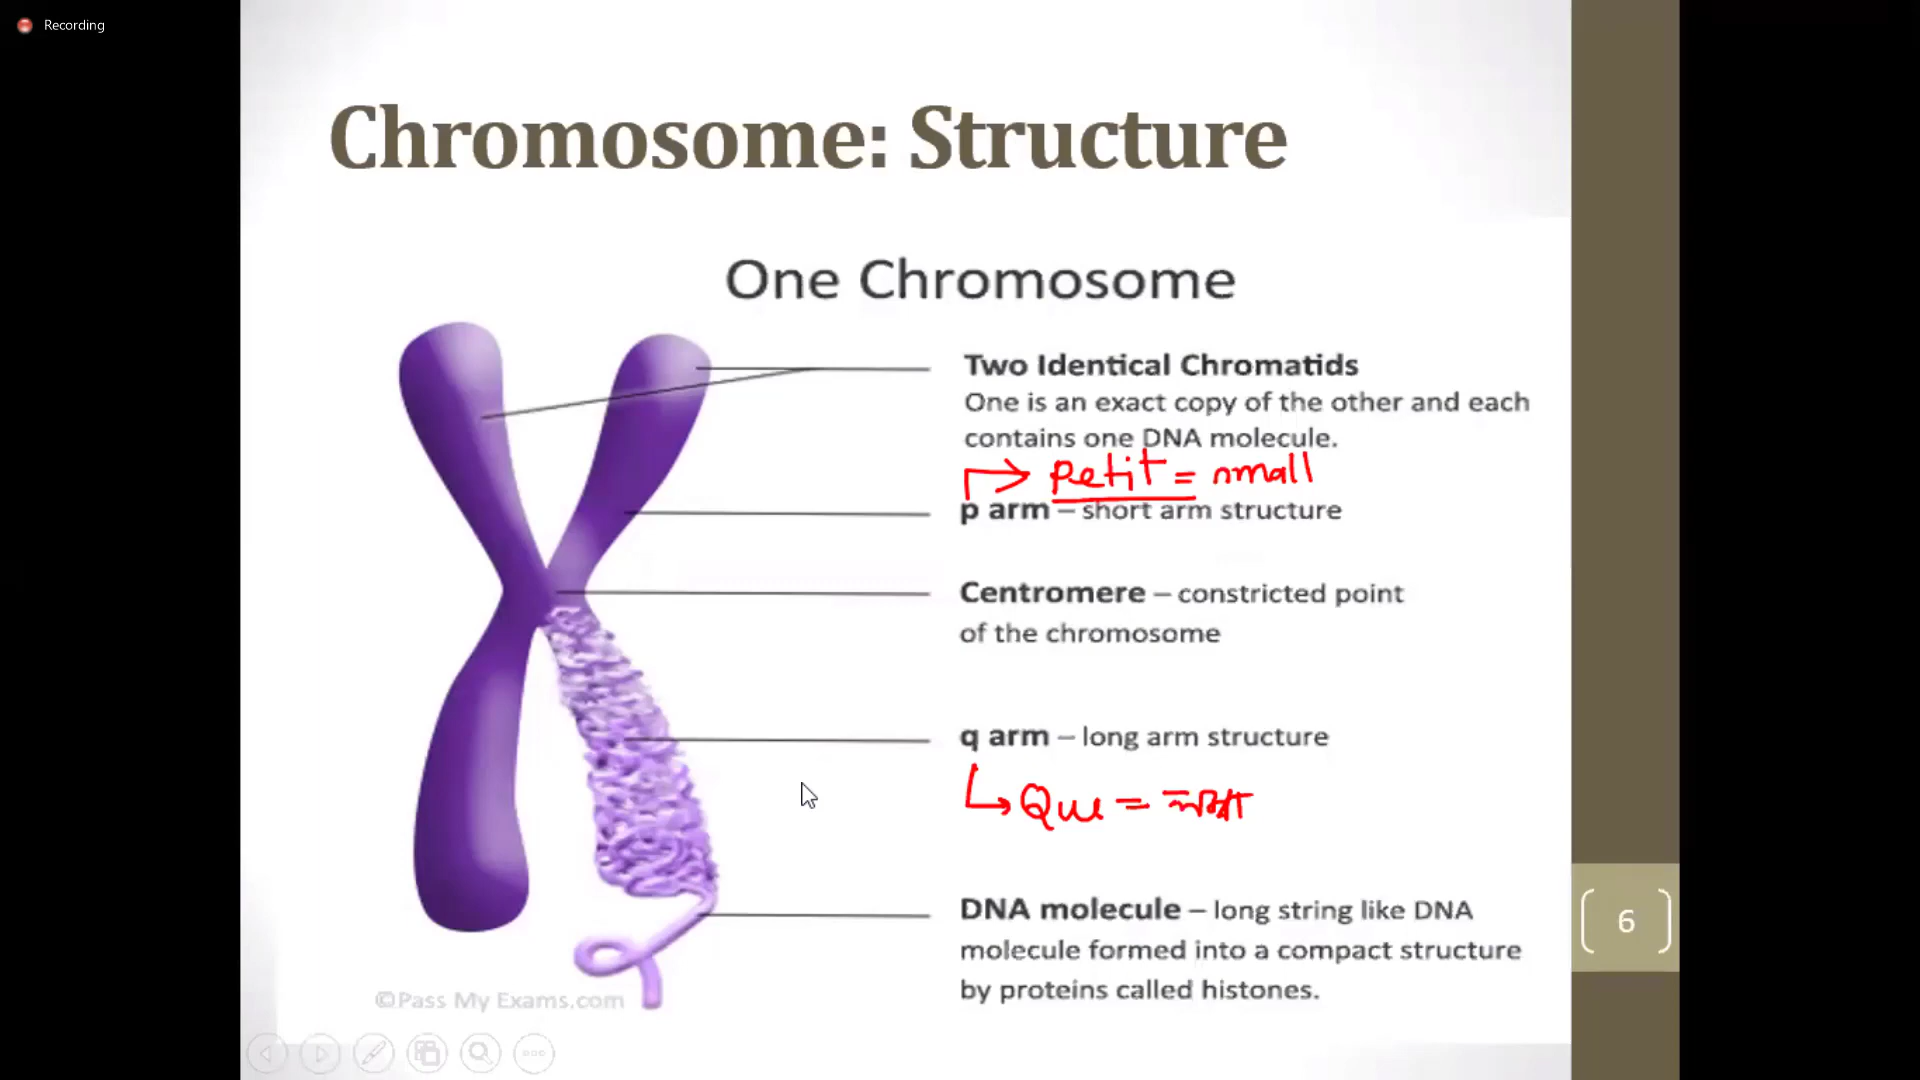 Recording
Chromosome: Structure
One Chromosome
Two Identical Chromatids
One is an exact copy of the other and each
contains one DNA molecule.
Petit = small
p arm – short arm structure
Centromere – constricted point
of the chromosome
q arm – long arm structure
Que =
DNA molecule – long string like DNA
molecule formed into a compact structure
by proteins called histones.
©Pass My Exams.com
6